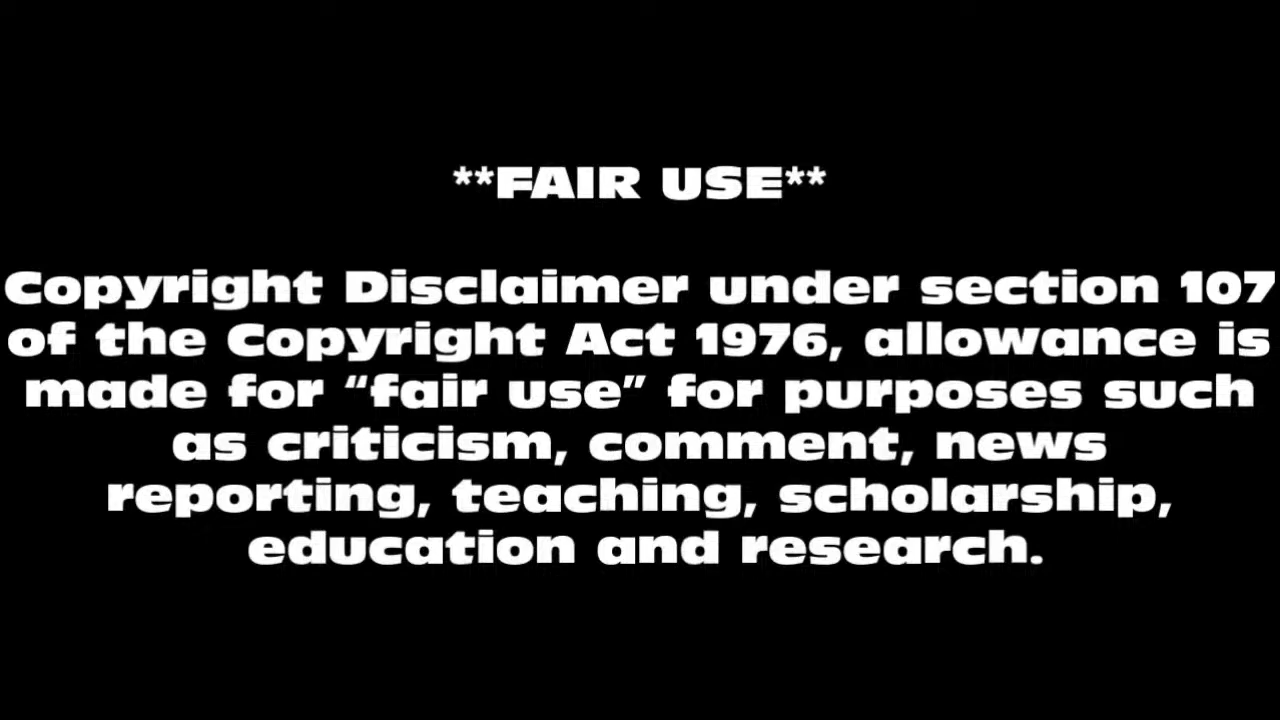 **FAIR USE**
Copyright Disclaimer under section 107
of the Copyright Act 1976, allowance is
made for “fair use” for purposes such
as criticism, comment, news
reporting, teaching, scholarship,
education and research.